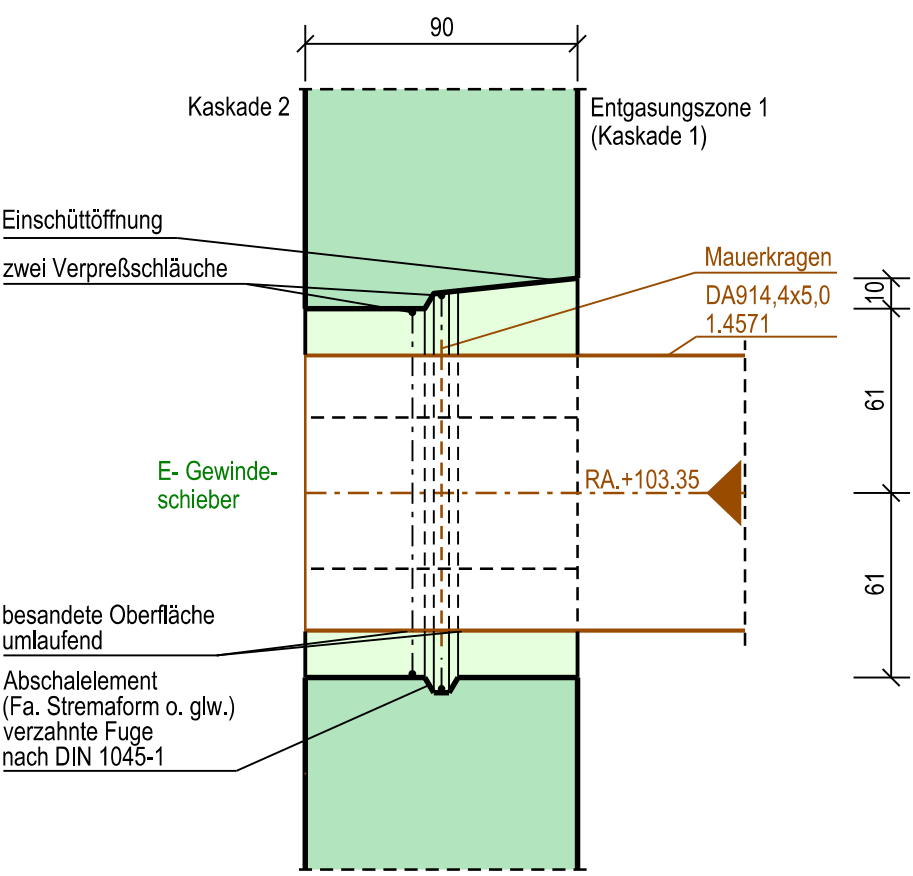 90
Kaskade 2
Entgasungszone 1
(Kaskade 1)
Einschüttöffnung
zwei Verpreßschläuche
Mauerkragen
DA914,4x5,0
1.4571
10
61
E- Gewinde-
schieber
RA.+103.35
61
besandete Oberfläche
umlaufend
Abschalelement
(Fa. Stremaform o. glw.)
verzahnte Fuge
nach DIN 1045-1